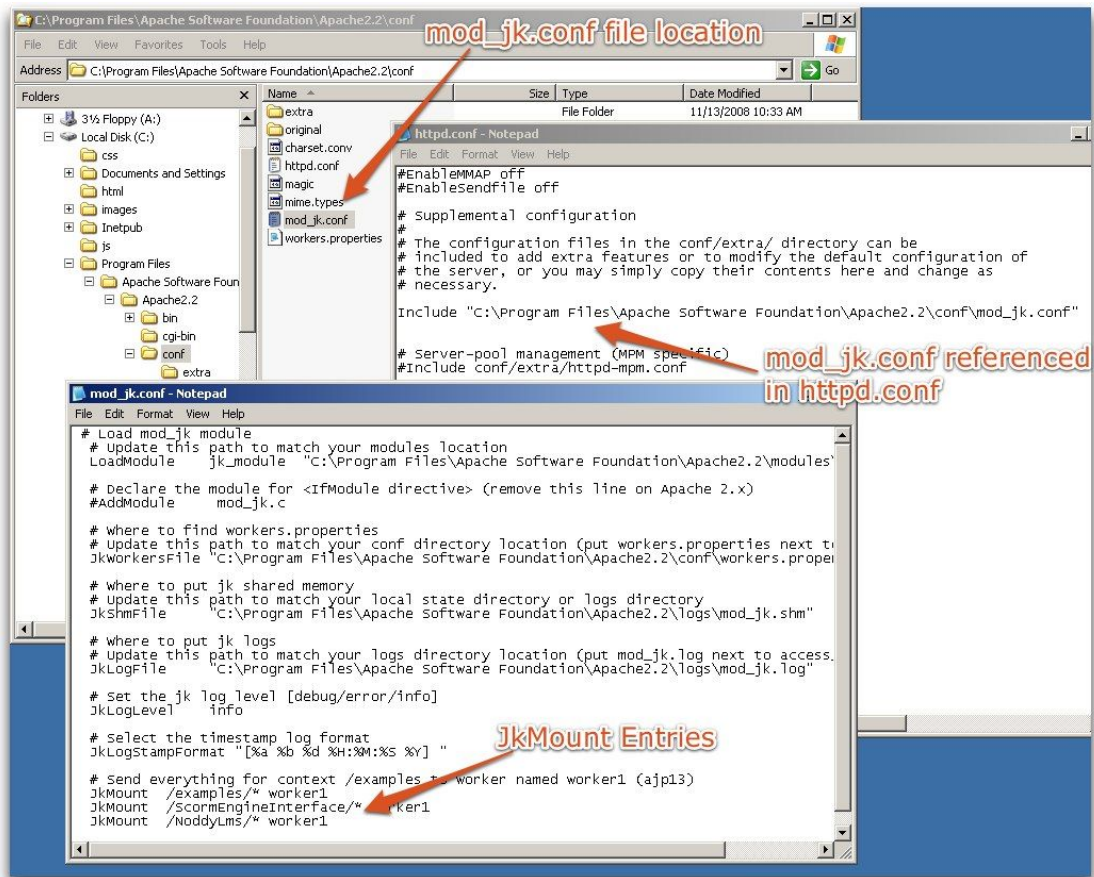 C:\Program Files\Apache Software Foundation\Apache2.2\conf
File Edit View Favorites Tools Help
mod_jk.conf file location
Address C:\Program Files\Apache Software Foundation\Apache2.2\conf Go
Folders
3½ Floppy (A:)
Local Disk (C:)
css
Documents and Settings
html
images
Inetpub
js
Program Files
Apache Software Foun
Apache2.2
bin
cgi-bin
conf
extra
Name Size Type Date Modified
extra File Folder 11/13/2008 10:33 AM
original
charset.conv
httpd.conf
magic
mime.types
mod_jk.conf
workers.properties
httpd.conf - Notepad
File Edit Format View Help
#EnableMMAP off
#EnableSendfile off
# Supplemental configuration
#
# The configuration files in the conf/extra/ directory can be
# included to add extra features or to modify the default configuration of
# the server, or you may simply copy their contents here and change as
# necessary.
Include "C:\Program Files\Apache Software Foundation\Apache2.2\conf\mod_jk.conf"
# Server-pool management (MPM specific)
#Include conf/extra/httpd-mpm.conf
mod_jk.conf referenced
in httpd.conf
mod_jk.conf - Notepad
File Edit Format View Help
# Load mod_jk module
# Update this path to match your modules location
LoadModule jk_module "C:\Program Files\Apache Software Foundation\Apache2.2\modules\
# Declare the module for <IfModule directive> (remove this line on Apache 2.x)
#AddModule mod_jk.c
# Where to find workers.properties
# Update this path to match your conf directory location (put workers.properties next to
JkWorkersFile "C:\Program Files\Apache Software Foundation\Apache2.2\conf\workers.proper
# Where to put jk shared memory
# Update this path to match your local state directory or logs directory
JkShmFile "C:\Program Files\Apache Software Foundation\Apache2.2\logs\mod_jk.shm"
# Where to put jk logs
# Update this path to match your logs directory location (put mod_jk.log next to access_
JkLogFile "C:\Program Files\Apache Software Foundation\Apache2.2\logs\mod_jk.log"
# Set the jk log level [debug/error/info]
JkLogLevel info
# Select the timestamp log format
JkLogStampFormat "[%a %b %d %H:%M:%S %Y] "
JkMount Entries
# Send everything for context /examples to worker named worker1 (ajp13)
JkMount /examples/* worker1
JkMount /ScormEngineInterface/* worker1
JkMount /NoddyLms/* worker1